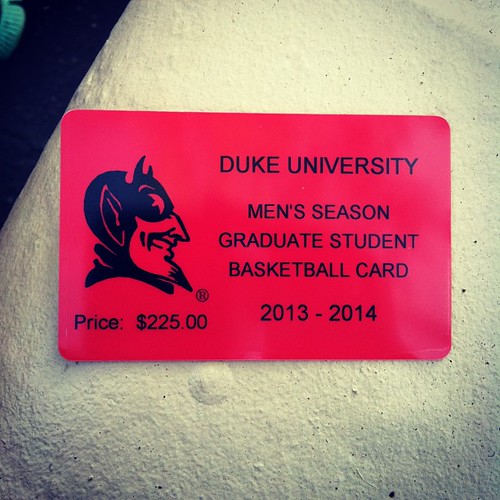 DUKE UNIVERSITY
MEN'S SEASON
GRADUATE STUDENT
BASKETBALL CARD
2013 - 2014
®
Price: $225.00